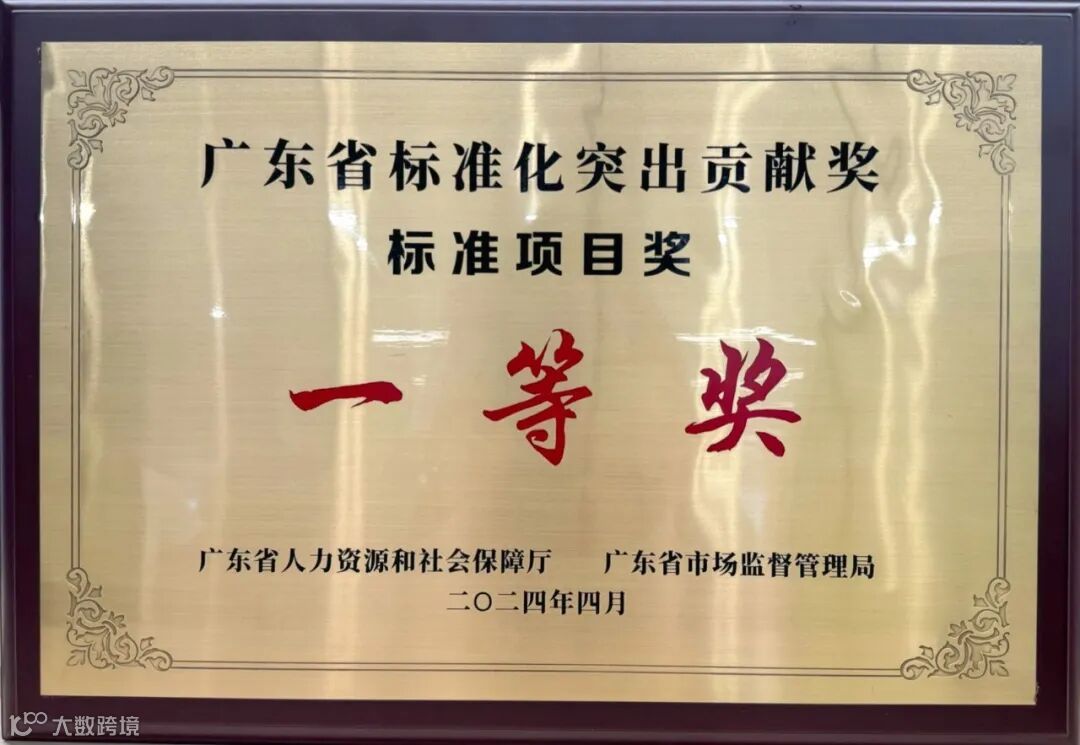 广东省标准化突出贡献奖
标准项目奖
一等奖
广东省人力资源和社会保障厅 广东省市场监督管理局
二〇二四年四月
大数跨境